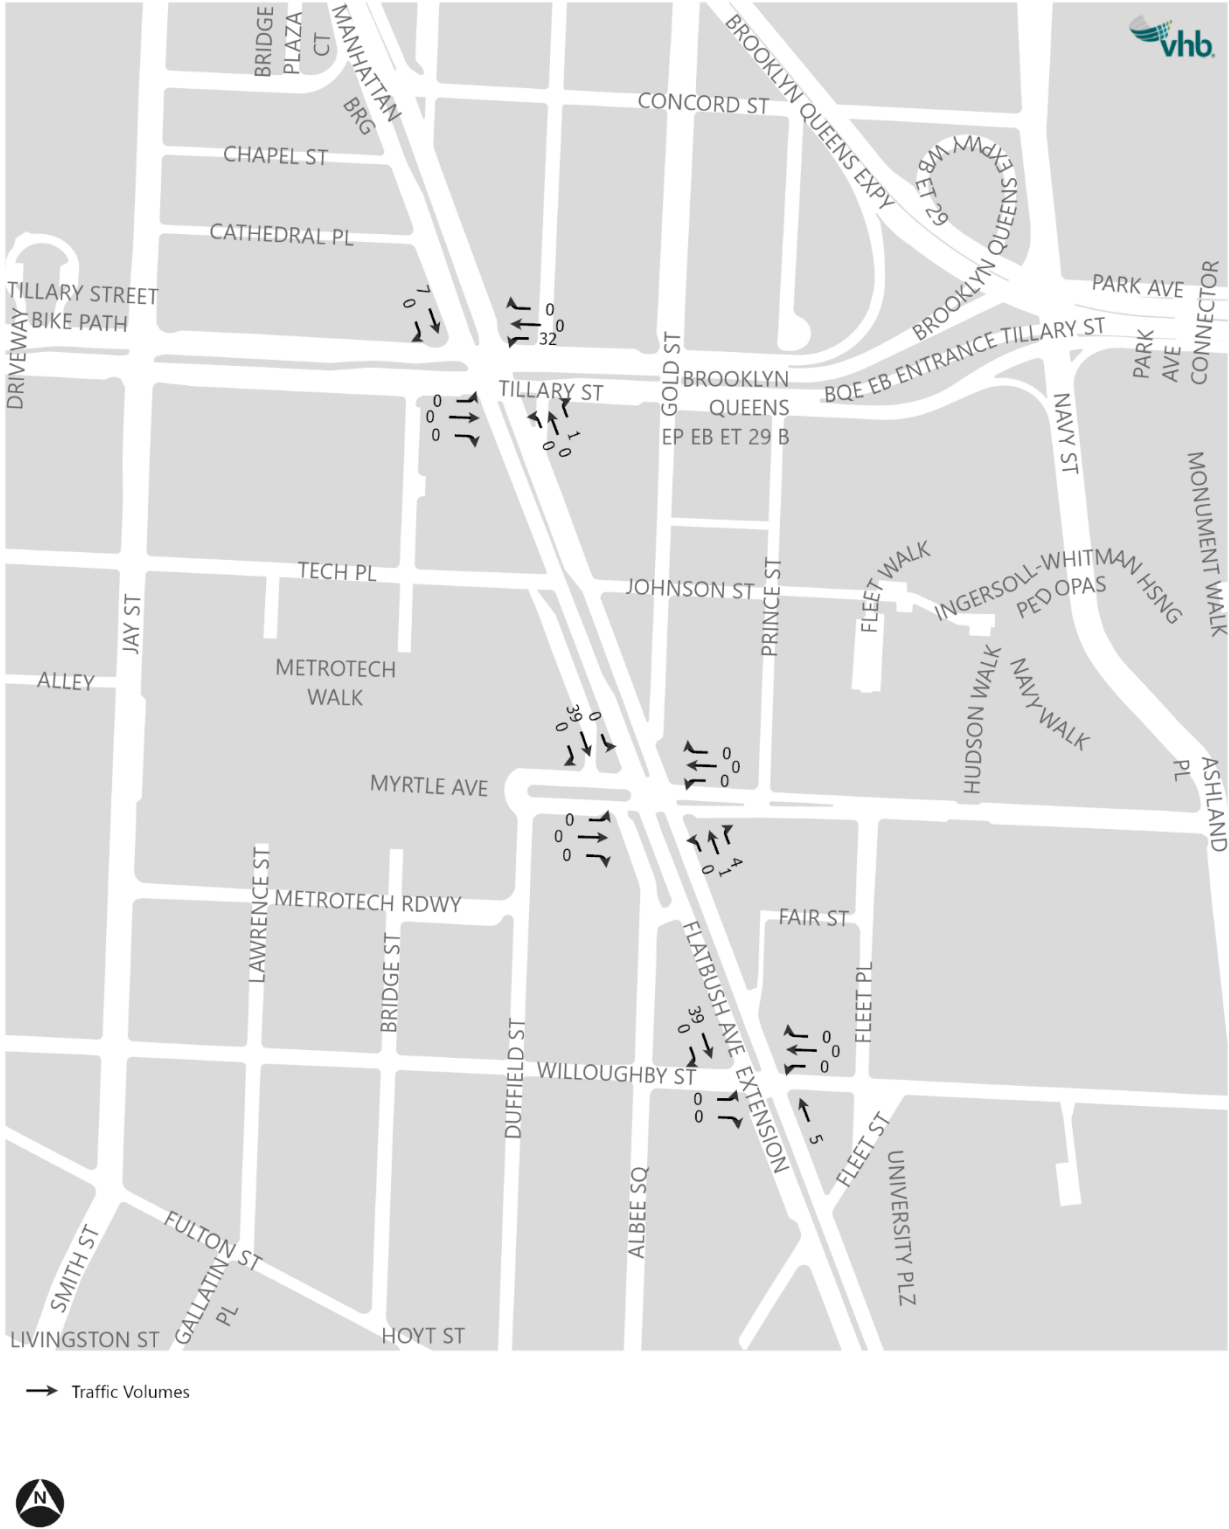 BRIDGE
PLAZA
CT
MANHATTAN
BRG
BROOKLYN QUEENS EXPY
vhb
CONCORD ST
CHAPEL ST
BROOKLYN QUEENS EXPWY WB ET 29
CATHEDRAL PL
TILLARY STREET
BIKE PATH
DRIVEWAY
7
0
0
0
32
PARK AVE
PARK
AVE
CONNECTOR
BQE EB ENTRANCE TILLARY ST
GOLD ST
TILLARY ST
BROOKLYN
QUEENS
EP EB ET 29 B
0
0
0
0
0
1
NAVY ST
MONUMENT WALK
TECH PL
JOHNSON ST
PRINCE ST
FLEET WALK
INGERSOLL-WHITMAN HSNG
PED OPAS
JAY ST
METROTECH
WALK
ALLEY
HUDSON WALK
NAVY WALK
0
39
0
0
0
0
MYRTLE AVE
ASHLAND
PL
0
0
0
0
1
4
LAWRENCE ST
METROTECH RDWY
BRIDGE ST
FAIR ST
FLATBUSH AVE EXTENSION
FLEET PL
0
39
0
0
0
DUFFIELD ST
WILLOUGHBY ST
0
0
5
FLEET ST
UNIVERSITY PLZ
ALBEE SQ
FULTON ST
SMITH ST
GALLATIN
PL
LIVINGSTON ST
HOYT ST
Traffic Volumes
N